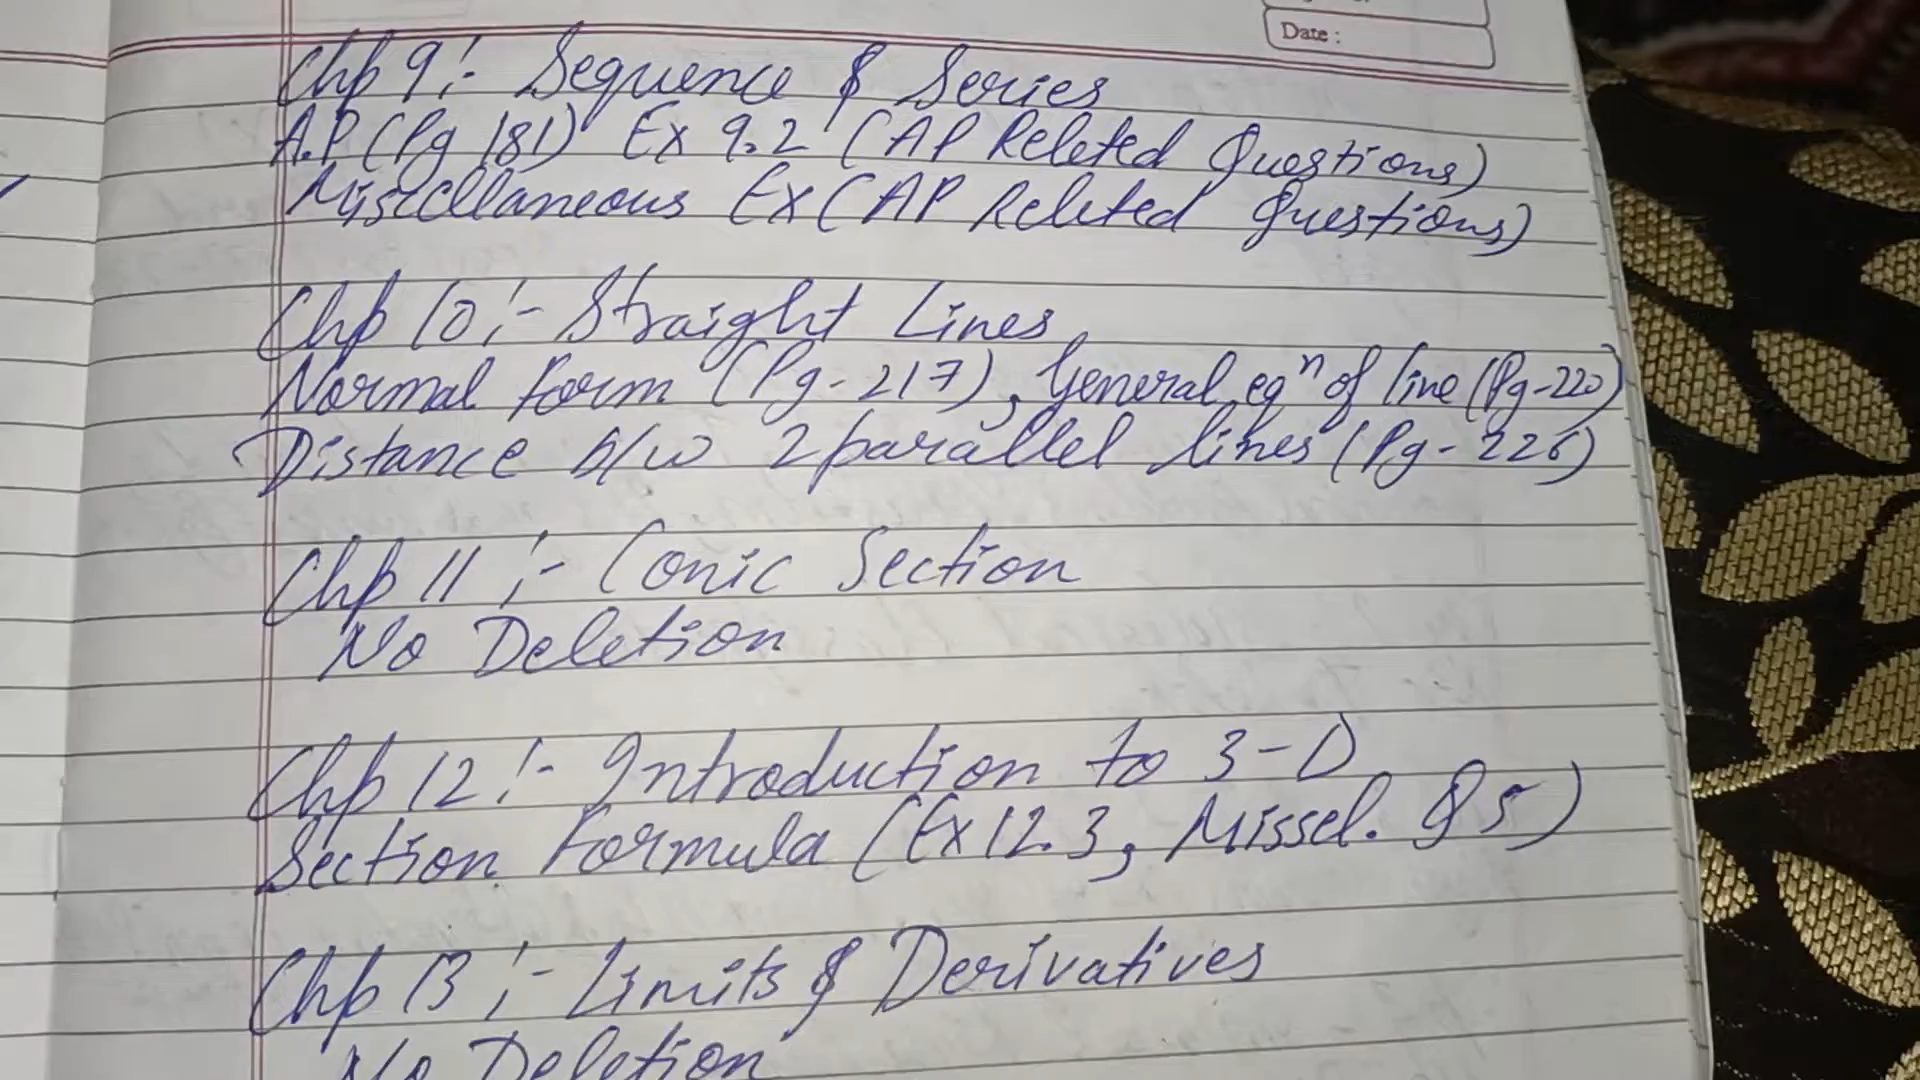 Date :
Chp 9 :- Sequence & Series
A.P (Pg 181) Ex 9.2 (AP Releted Questions)
Misscellaneous Ex (AP Releted Questions)
Chp 10 :- Straight Lines
Normal form (Pg-217), General eqⁿ of line (Pg-220)
Distance b/w 2 parallel lines (Pg-226)
Chp 11 :- Conic Section
No Deletion
Chp 12 :- Introduction to 3-D
Section Formula (Ex 12.3, Missel. Q5)
Chp 13 :- Limits & Derivatives
No Deletion